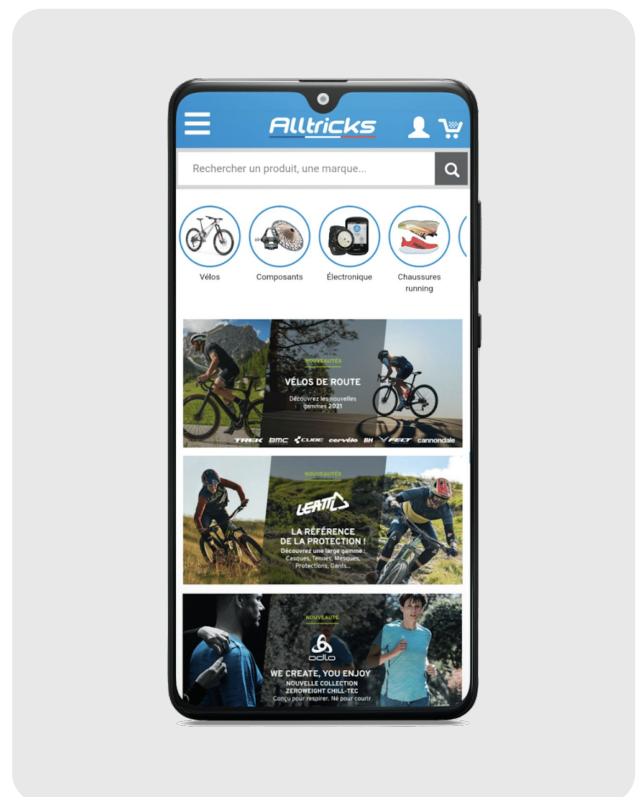 Alltricks
Rechercher un produit, une marque...
Vélos
Composants
Électronique
Chaussures
running
NOUVEAUTÉS
VÉLOS DE ROUTE
Découvrez les nouvelles
gammes 2021
TREK BMC CUBE cervélo BH FELT cannondale
NOUVEAUTÉS
LEATT
LA RÉFÉRENCE
DE LA PROTECTION !
Découvrez une large gamme :
Casques, Tenues, Masques,
Protections, Gants...
NOUVEAUTÉ
odlo
WE CREATE, YOU ENJOY
NOUVELLE COLLECTION
ZEROWEIGHT CHILL-TEC
Conçu pour respirer. Né pour courir